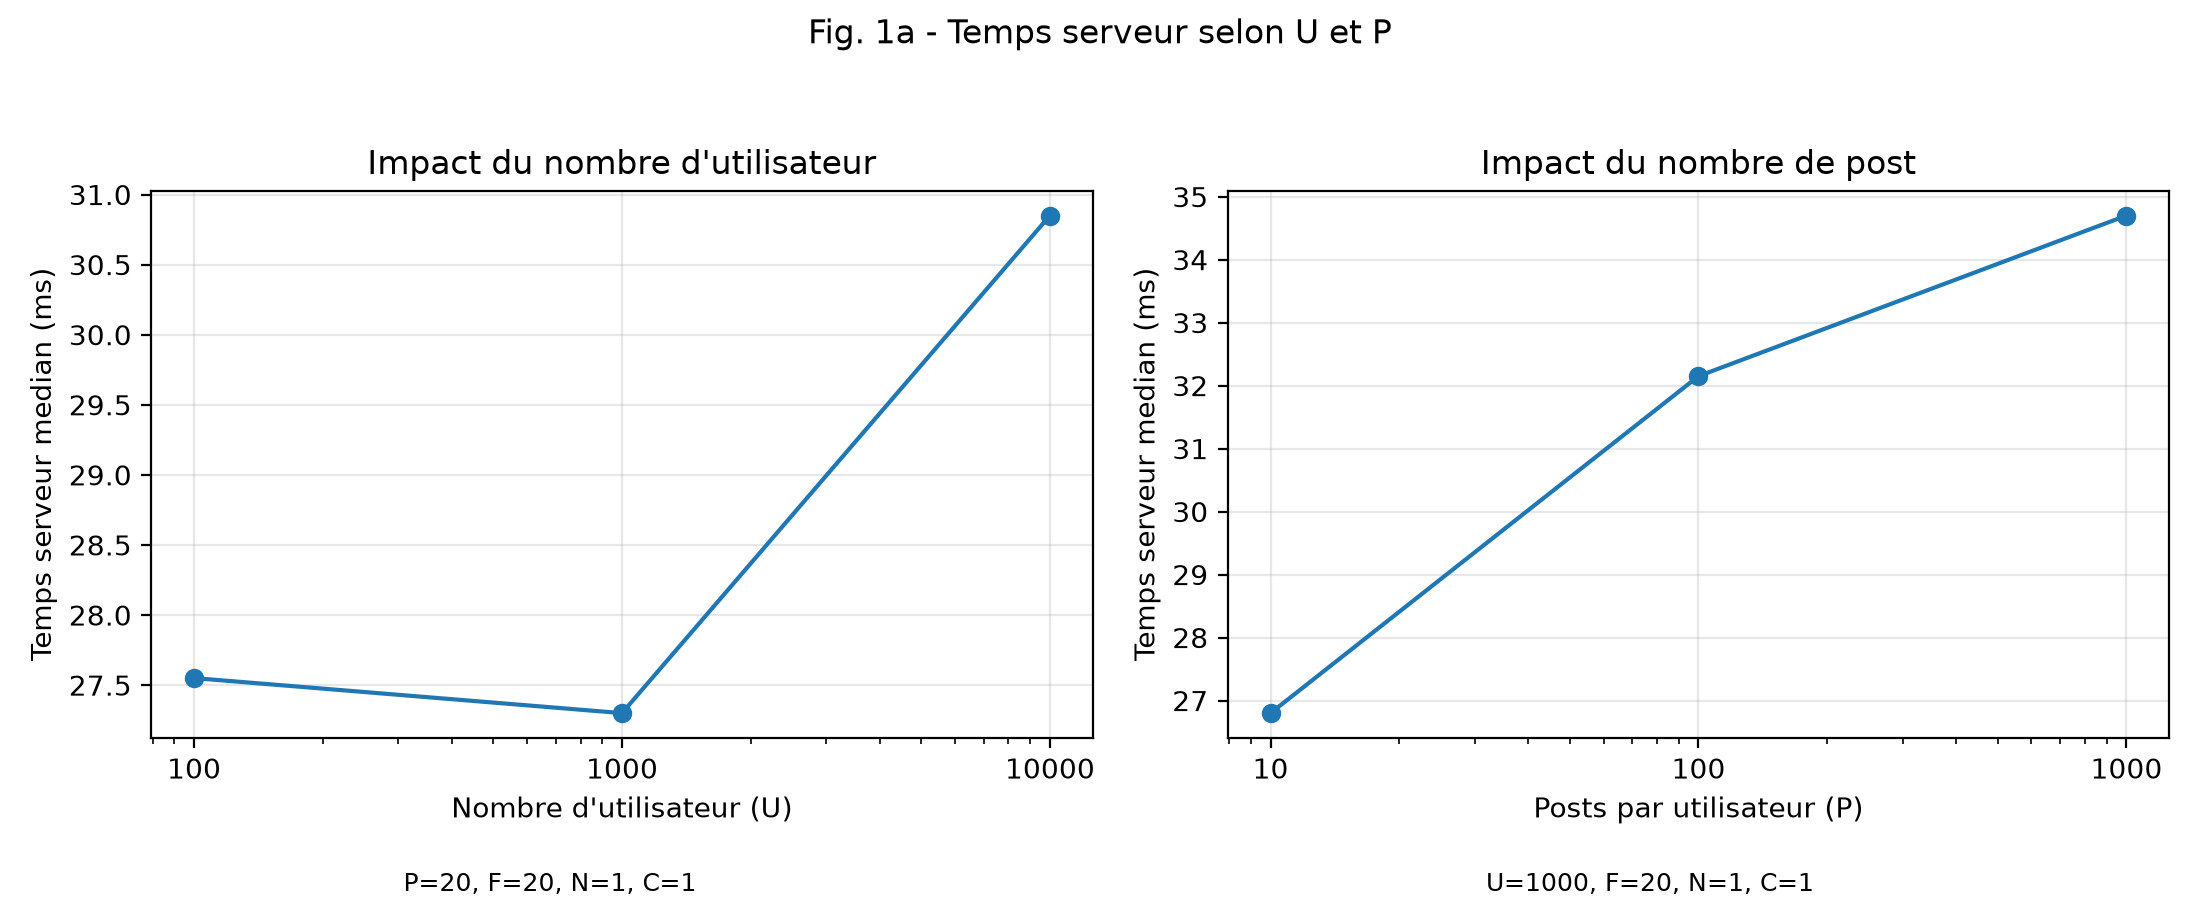 Fig. 1a - Temps serveur selon U et P
Impact du nombre d'utilisateur
Temps serveur median (ms)
31.0
30.5
30.0
29.5
29.0
28.5
28.0
27.5
100
1000
10000
Nombre d'utilisateur (U)
P=20, F=20, N=1, C=1
Impact du nombre de post
Temps serveur median (ms)
35
34
33
32
31
30
29
28
27
10
100
1000
Posts par utilisateur (P)
U=1000, F=20, N=1, C=1